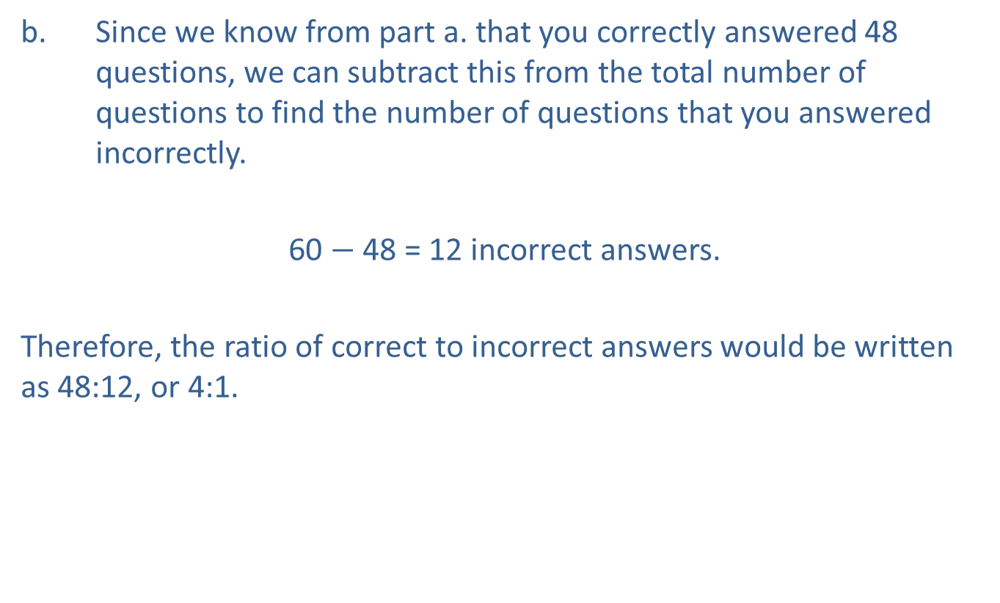 b. Since we know from part a. that you correctly answered 48
questions, we can subtract this from the total number of
questions to find the number of questions that you answered
incorrectly.
60 – 48 = 12 incorrect answers.
Therefore, the ratio of correct to incorrect answers would be written
as 48:12, or 4:1.